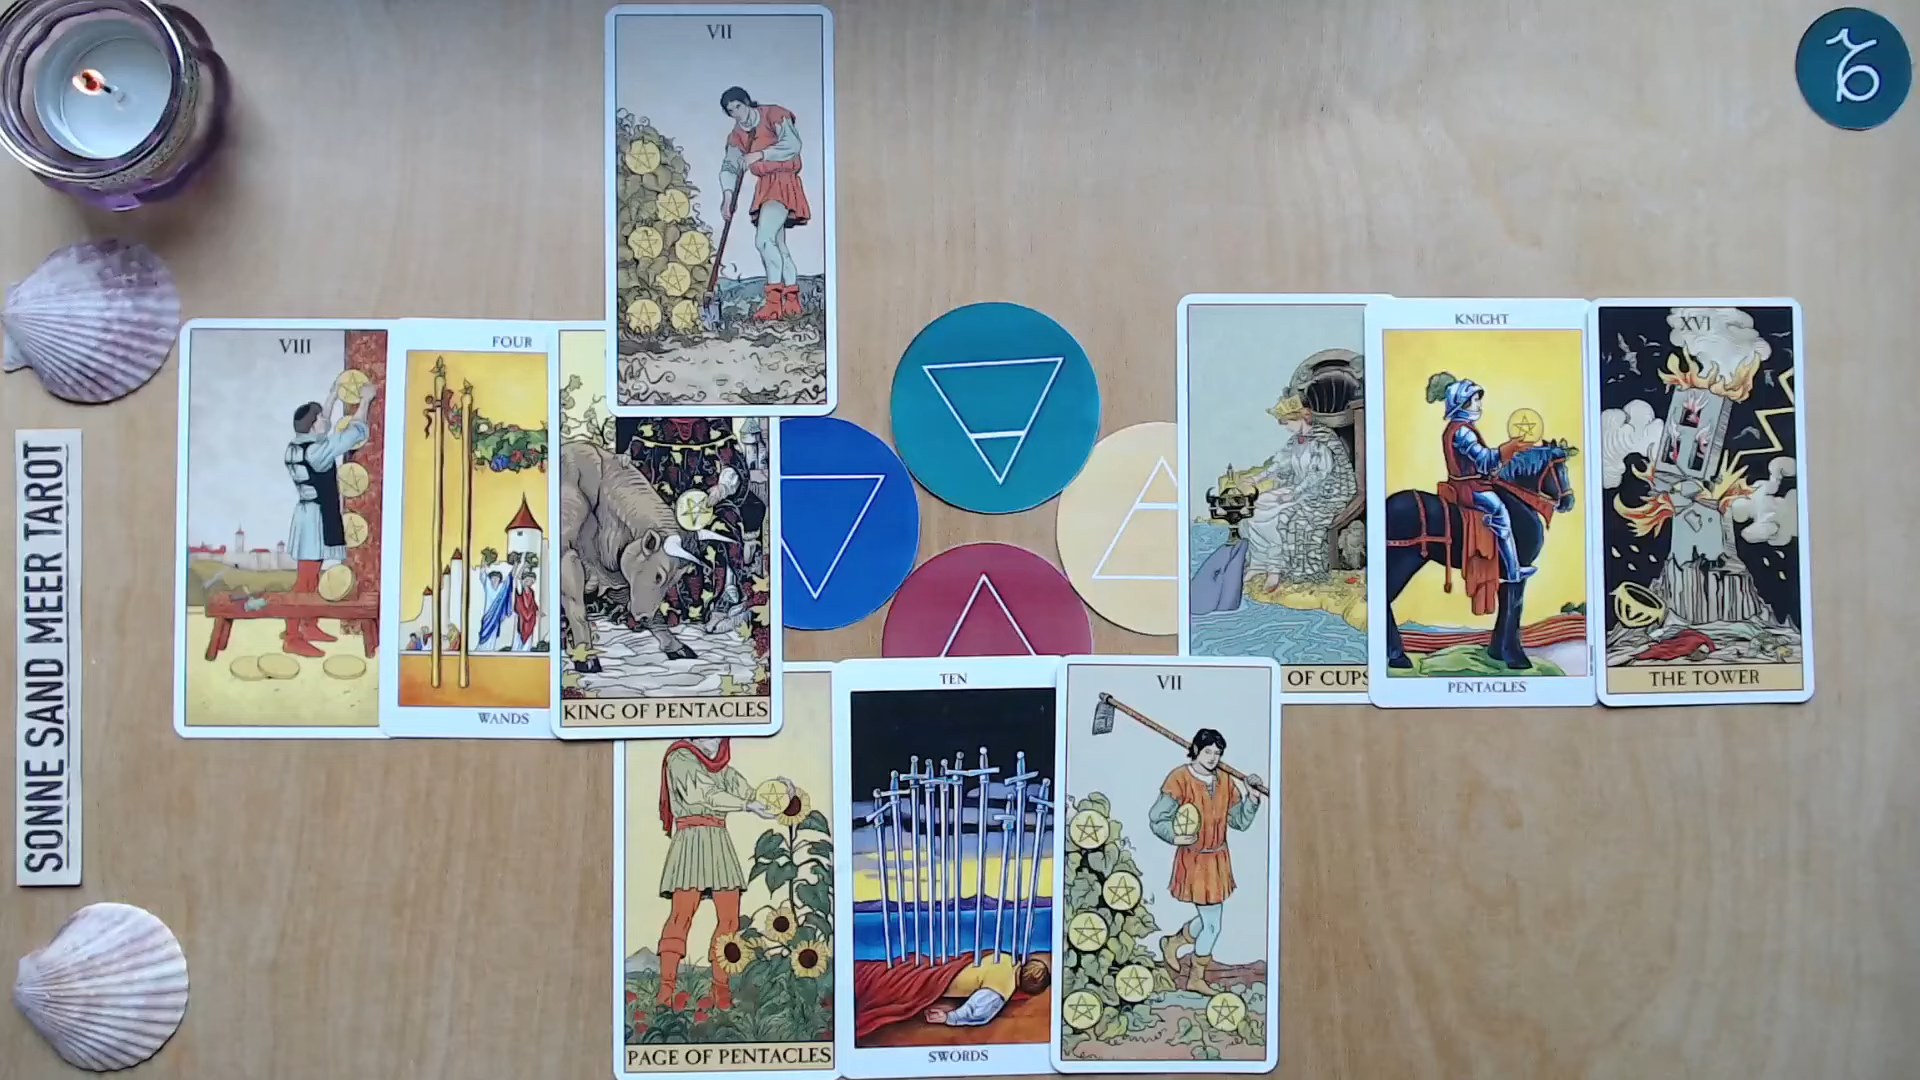 VII
VIII
FOUR
WANDS
KING OF PENTACLES
OF CUPS
KNIGHT
PENTACLES
XVI
THE TOWER
SONNE SAND MEER TAROT
PAGE OF PENTACLES
TEN
SWORDS
VII